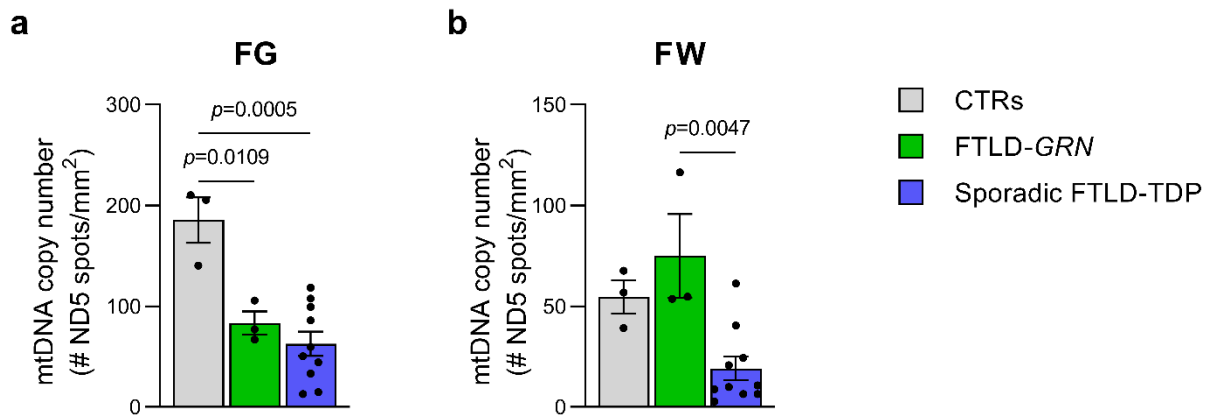 a
FG
mtDNA copy number
(# ND5 spots/mm²)
300
200
100
0
p=0.0005
p=0.0109
b
FW
mtDNA copy number
(# ND5 spots/mm²)
150
100
50
0
p=0.0047
CTRs
FTLD-GRN
Sporadic FTLD-TDP